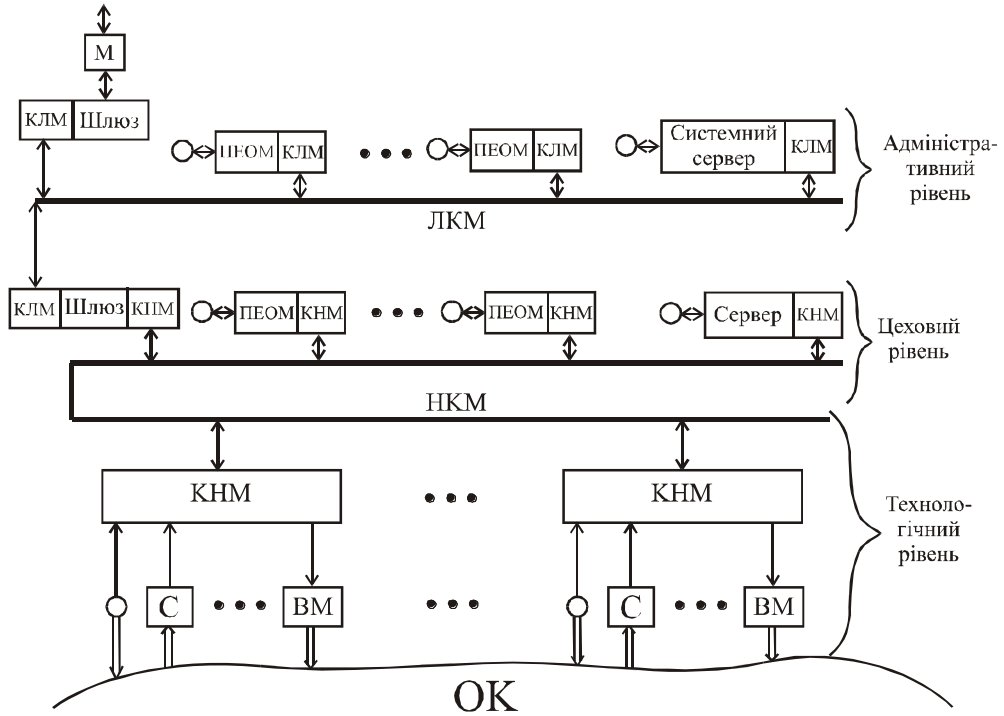 М
КЛМ Шлюз
ПЕОМ КЛМ
ПЕОМ КЛМ
Системний
сервер
КЛМ
Адміністра-
тивний
рівень
ЛКМ
КЛМ Шлюз КНМ
ПЕОМ КНМ
ПЕОМ КНМ
Сервер КНМ
Цеховий
рівень
НКМ
КНМ
КНМ
Техноло-
гічний
рівень
С
ВМ
С
ВМ
ОК